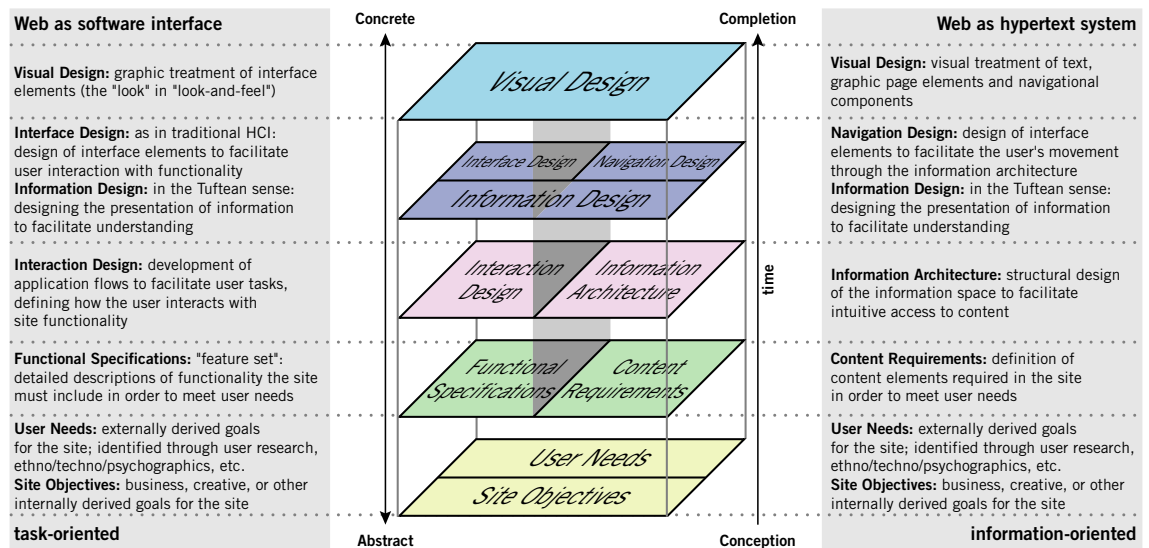 Web as software interface
Visual Design: graphic treatment of interface
elements (the "look" in "look-and-feel")
Interface Design: as in traditional HCI:
design of interface elements to facilitate
user interaction with functionality
Information Design: in the Tuftean sense:
designing the presentation of information
to facilitate understanding
Interaction Design: development of
application flows to facilitate user tasks,
defining how the user interacts with
site functionality
Functional Specifications: "feature set":
detailed descriptions of functionality the site
must include in order to meet user needs
User Needs: externally derived goals
for the site; identified through user research,
ethno/techno/psychographics, etc.
Site Objectives: business, creative, or other
internally derived goals for the site
task-oriented
Concrete
Completion
Visual Design
Interface Design
Navigation Design
Information Design
Interaction
Design
Information
Architecture
Functional
Specifications
Content
Requirements
User Needs
Site Objectives
time
Abstract
Conception
Web as hypertext system
Visual Design: visual treatment of text,
graphic page elements and navigational
components
Navigation Design: design of interface
elements to facilitate the user's movement
through the information architecture
Information Design: in the Tuftean sense:
designing the presentation of information
to facilitate understanding
Information Architecture: structural design
of the information space to facilitate
intuitive access to content
Content Requirements: definition of
content elements required in the site
in order to meet user needs
User Needs: externally derived goals
for the site; identified through user research,
ethno/techno/psychographics, etc.
Site Objectives: business, creative, or other
internally derived goals for the site
information-oriented